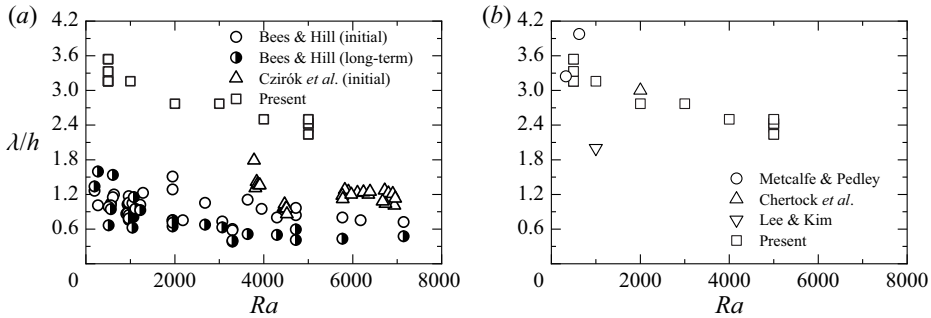 (a)
4.2
3.6
3.0
2.4
1.8
1.2
0.6
λ/h
Bees & Hill (initial)
Bees & Hill (long-term)
Czirók et al. (initial)
Present
0 2000 4000 6000 8000
Ra
(b)
4.2
3.6
3.0
2.4
1.8
1.2
0.6
Metcalfe & Pedley
Chertock et al.
Lee & Kim
Present
0 2000 4000 6000 8000
Ra